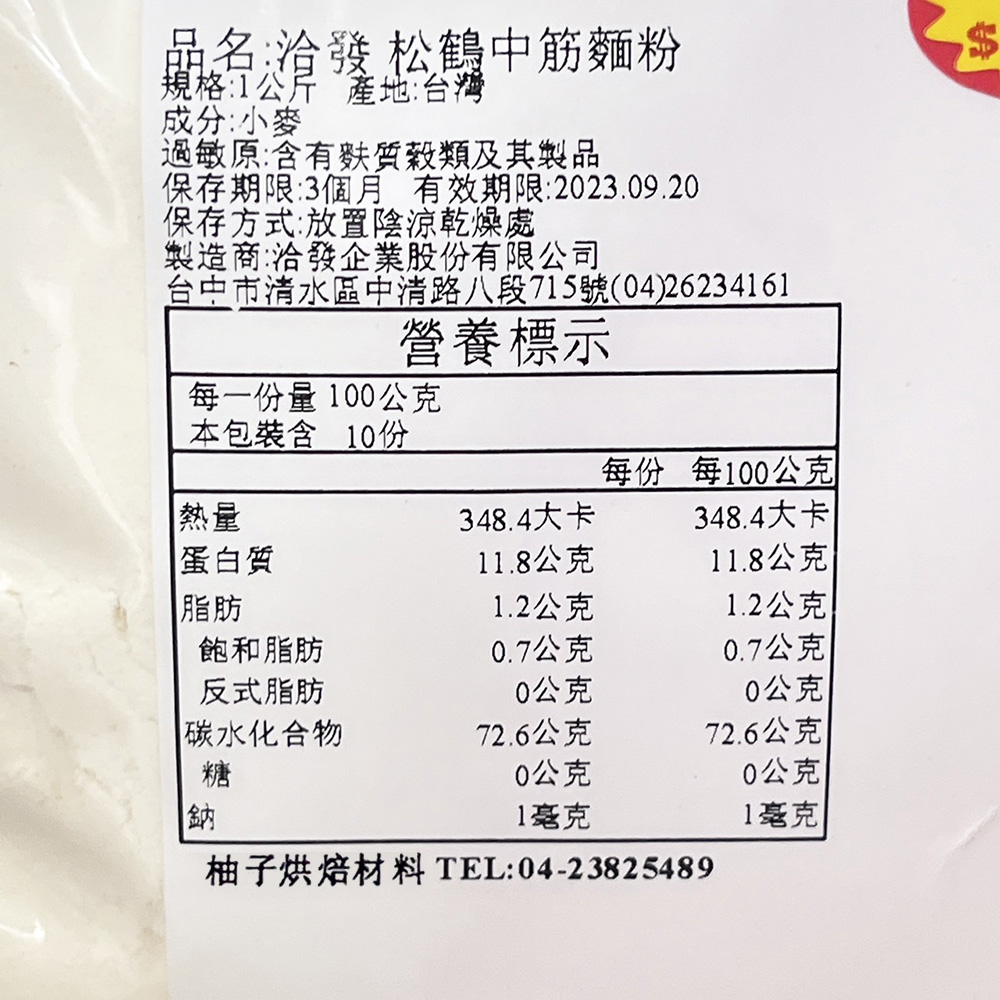 品名:洽發 松鶴中筋麵粉
規格:1公斤 產地:台灣
成分:小麥
過敏原:含有麩質穀類及其製品
保存期限:3個月 有效期限:2023.09.20
保存方式:放置陰涼乾燥處
製造商:洽發企業股份有限公司
台中市清水區中清路八段715號(04)26234161
營養標示
每一份量 100公克
本包裝含 10份
每份 每100公克
熱量 348.4大卡 348.4大卡
蛋白質 11.8公克 11.8公克
脂肪 1.2公克 1.2公克
飽和脂肪 0.7公克 0.7公克
反式脂肪 0公克 0公克
碳水化合物 72.6公克 72.6公克
糖 0公克 0公克
鈉 1毫克 1毫克
柚子烘焙材料 TEL:04-23825489